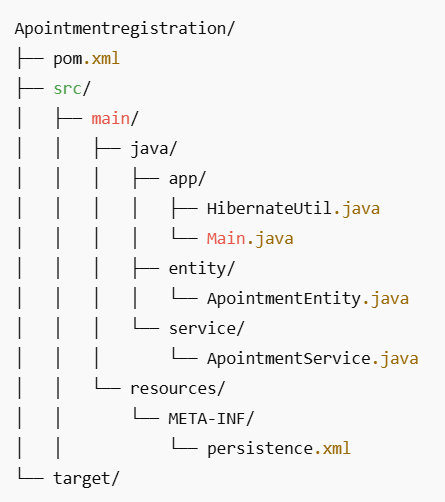 Apointmentregistration/
├── pom.xml
├── src/
│   ├── main/
│   │   ├── java/
│   │   │   ├── app/
│   │   │   │   ├── HibernateUtil.java
│   │   │   │   └── Main.java
│   │   │   ├── entity/
│   │   │   │   └── ApointmentEntity.java
│   │   │   └── service/
│   │   │       └── ApointmentService.java
│   │   └── resources/
│   │       └── META-INF/
│   │           └── persistence.xml
└── target/